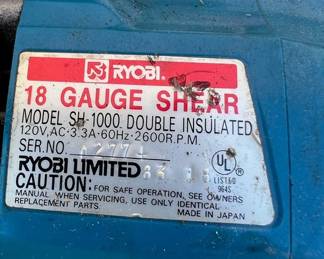 RYOBI.
18 GAUGE SHEAR
MODEL SH-1000 DOUBLE INSULATED
120V,AC·3.3A·60Hz·2600R.P.M.
SER.NO.
UL
LISTED
964S
RYOBI LIMITED
CAUTION: FOR SAFE OPERATION, SEE OWNERS
MANUAL. WHEN SERVICING, USE ONLY IDENTICAL
REPLACEMENT PARTS. MADE IN JAPAN